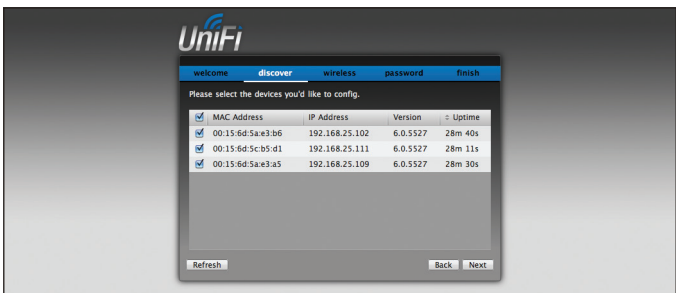 UniFi
welcome discover wireless password finish
Please select the devices you'd like to config.
MAC Address IP Address Version Uptime
00:15:6d:5a:e3:b6 192.168.25.102 6.0.5527 28m 40s
00:15:6d:5c:b5:d1 192.168.25.111 6.0.5527 28m 11s
00:15:6d:5a:e3:a5 192.168.25.109 6.0.5527 28m 30s
Refresh Back Next